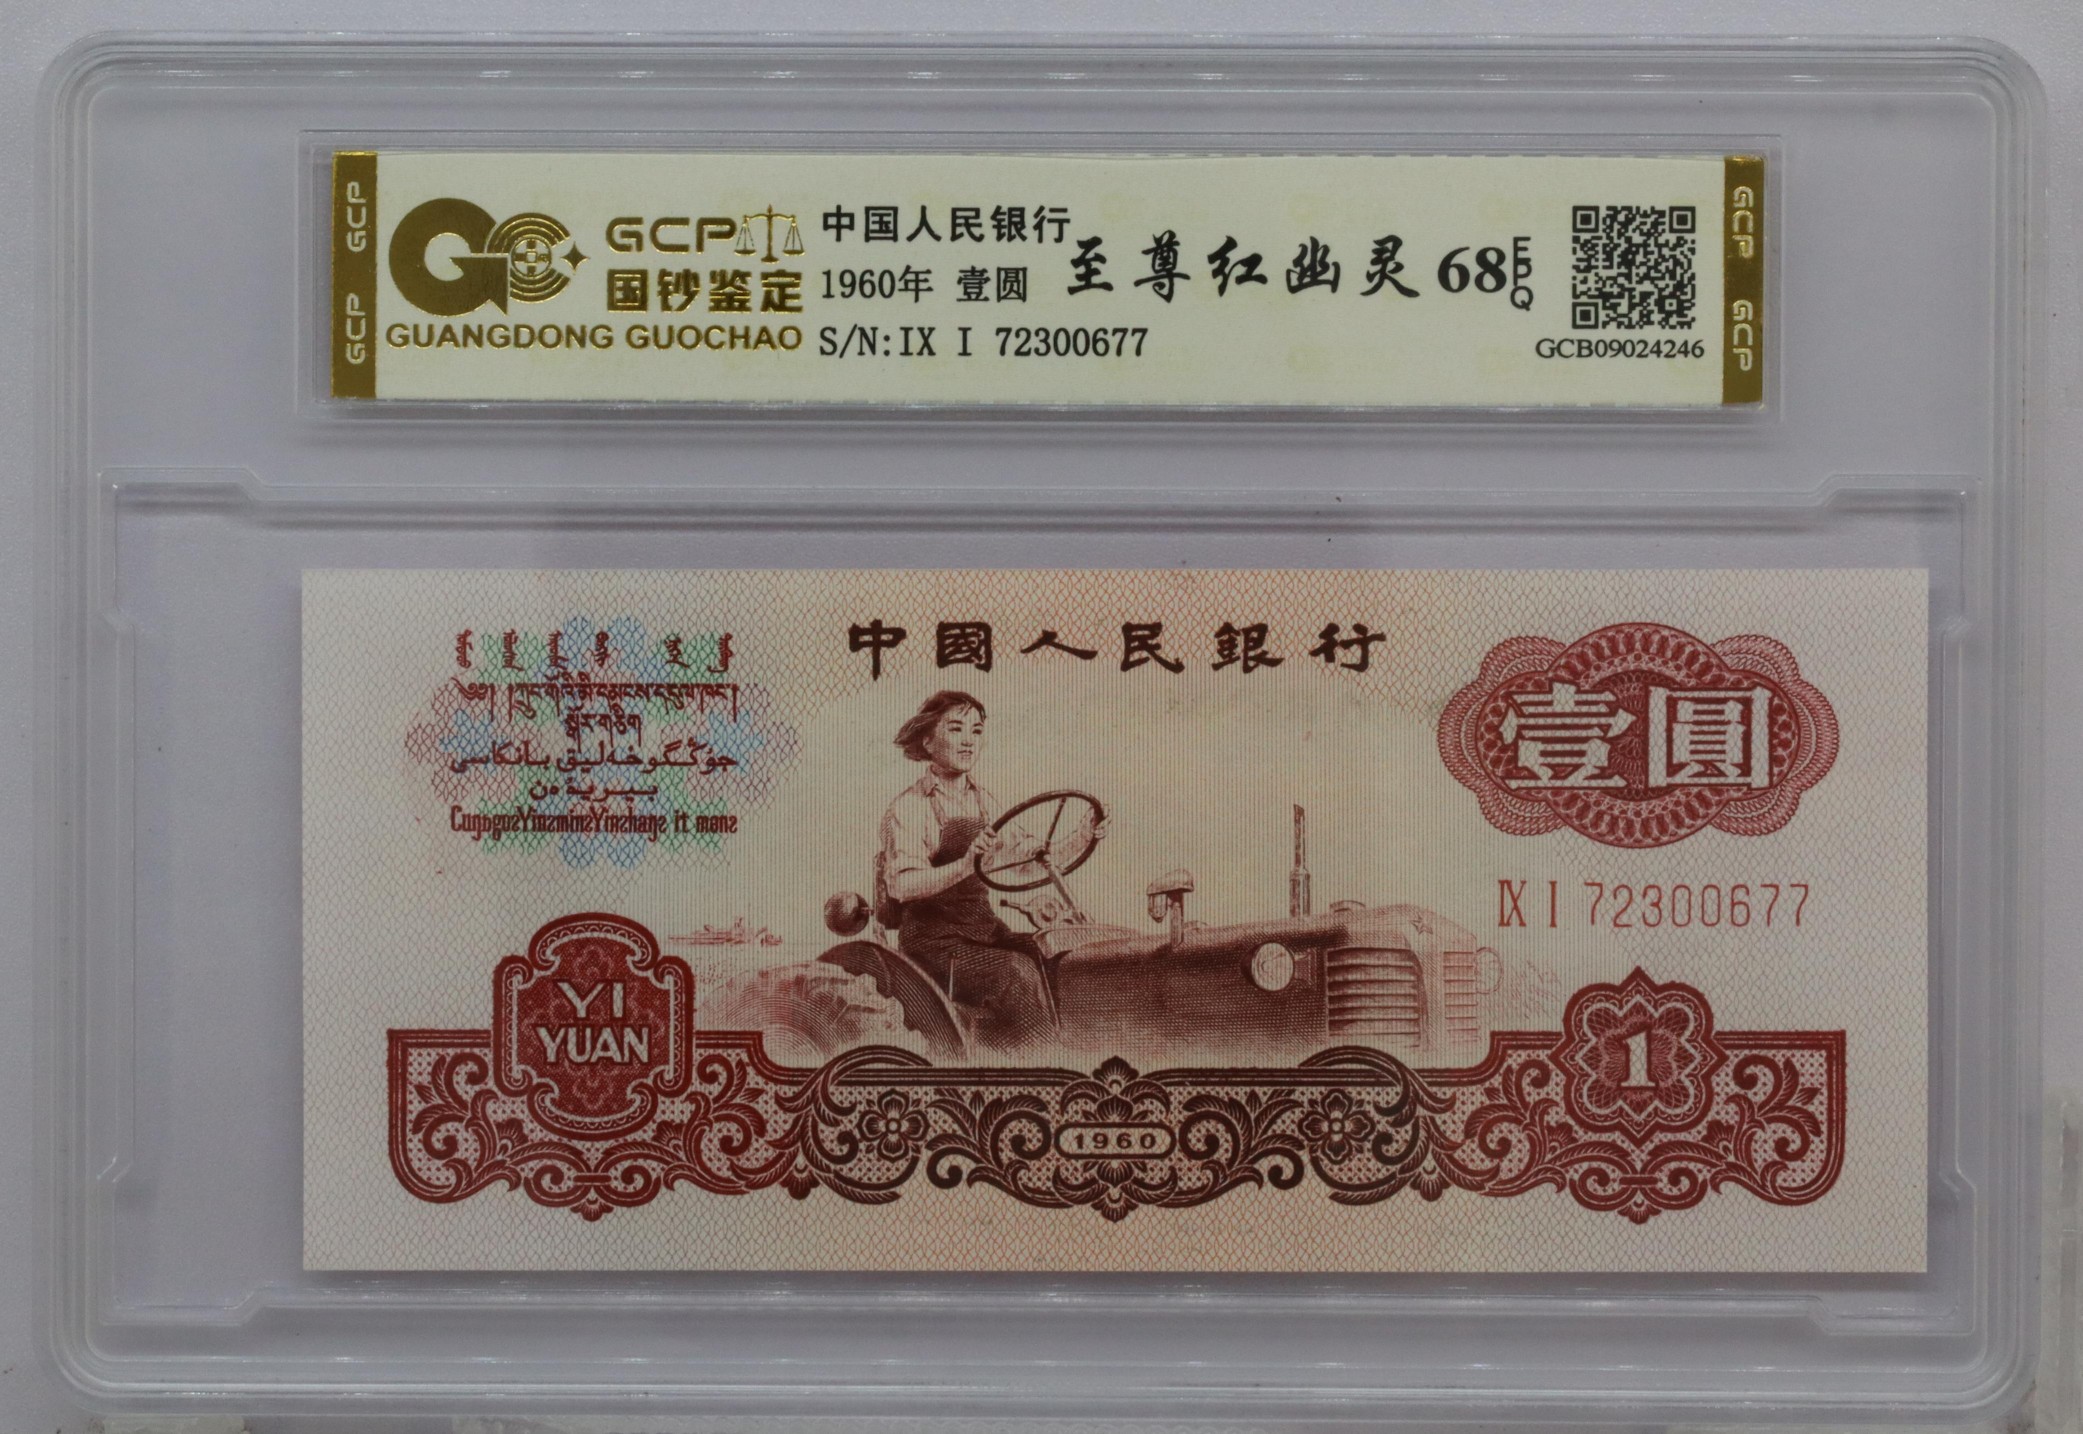 GCP GCP
GCP
国钞鉴定
GUANGDONG GUOCHAO
中国人民银行
1960年 壹圆
S/N:IX I 72300677
至尊红幽灵 68 EPQ
GCB09024246
GCP GCP
中國人民銀行
壹圓
IX I 72300677
YI
YUAN
1960
1